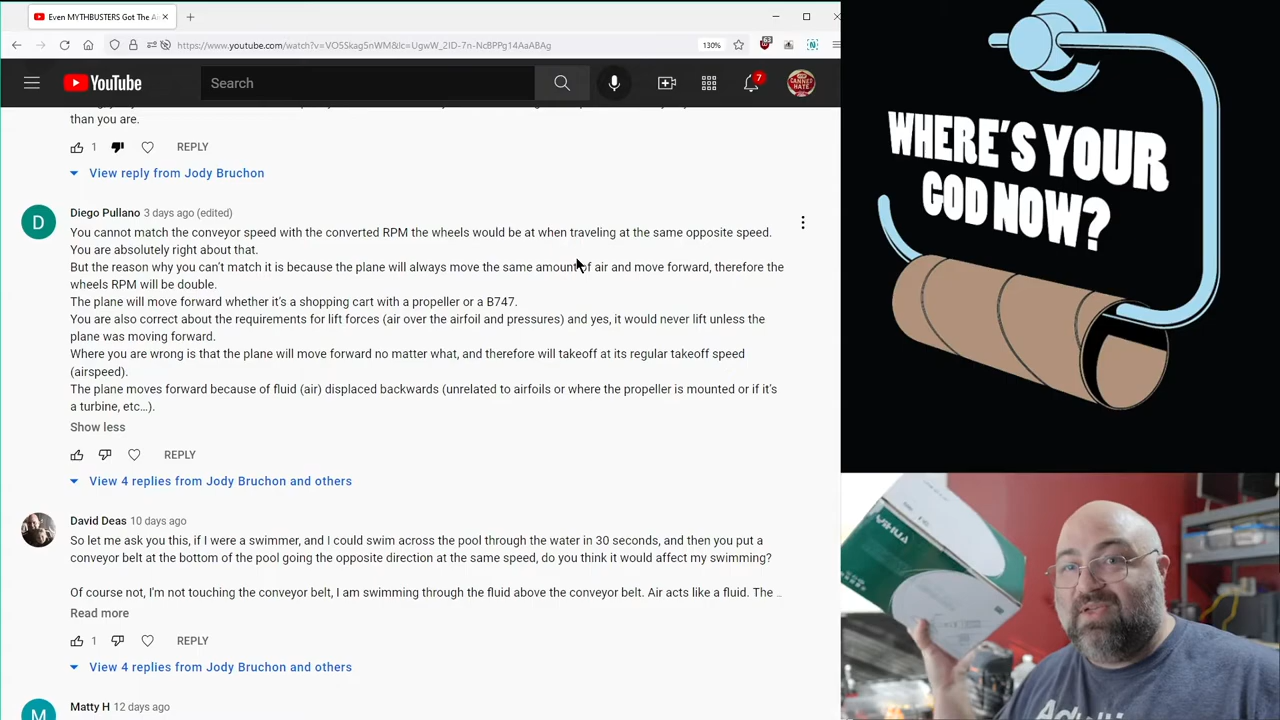 Even MYTHBUSTERS Got The A
https://www.youtube.com/watch?v=VO5Skag5nWM&lc=UgwW_2ID-7n-NcBPPg14AaABAg
130%
63
YouTube
Search
7
than you are.
1
REPLY
View reply from Jody Bruchon
D
Diego Pullano 3 days ago (edited)
You cannot match the conveyor speed with the converted RPM the wheels would be at when traveling at the same opposite speed.
You are absolutely right about that.
But the reason why you can't match it is because the plane will always move the same amount of air and move forward, therefore the
wheels RPM will be double.
The plane will move forward whether it's a shopping cart with a propeller or a B747.
You are also correct about the requirements for lift forces (air over the airfoil and pressures) and yes, it would never lift unless the
plane was moving forward.
Where you are wrong is that the plane will move forward no matter what, and therefore will takeoff at its regular takeoff speed
(airspeed).
The plane moves forward because of fluid (air) displaced backwards (unrelated to airfoils or where the propeller is mounted or if it's
a turbine, etc…).
Show less
REPLY
View 4 replies from Jody Bruchon and others
David Deas 10 days ago
So let me ask you this, if I were a swimmer, and I could swim across the pool through the water in 30 seconds, and then you put a
conveyor belt at the bottom of the pool going the opposite direction at the same speed, do you think it would affect my swimming?
Of course not, I'm not touching the conveyor belt, I am swimming through the fluid above the conveyor belt. Air acts like a fluid. The ..
Read more
1
REPLY
View 4 replies from Jody Bruchon and others
M
Matty H 12 days ago
WHERE'S YOUR
GOD NOW?